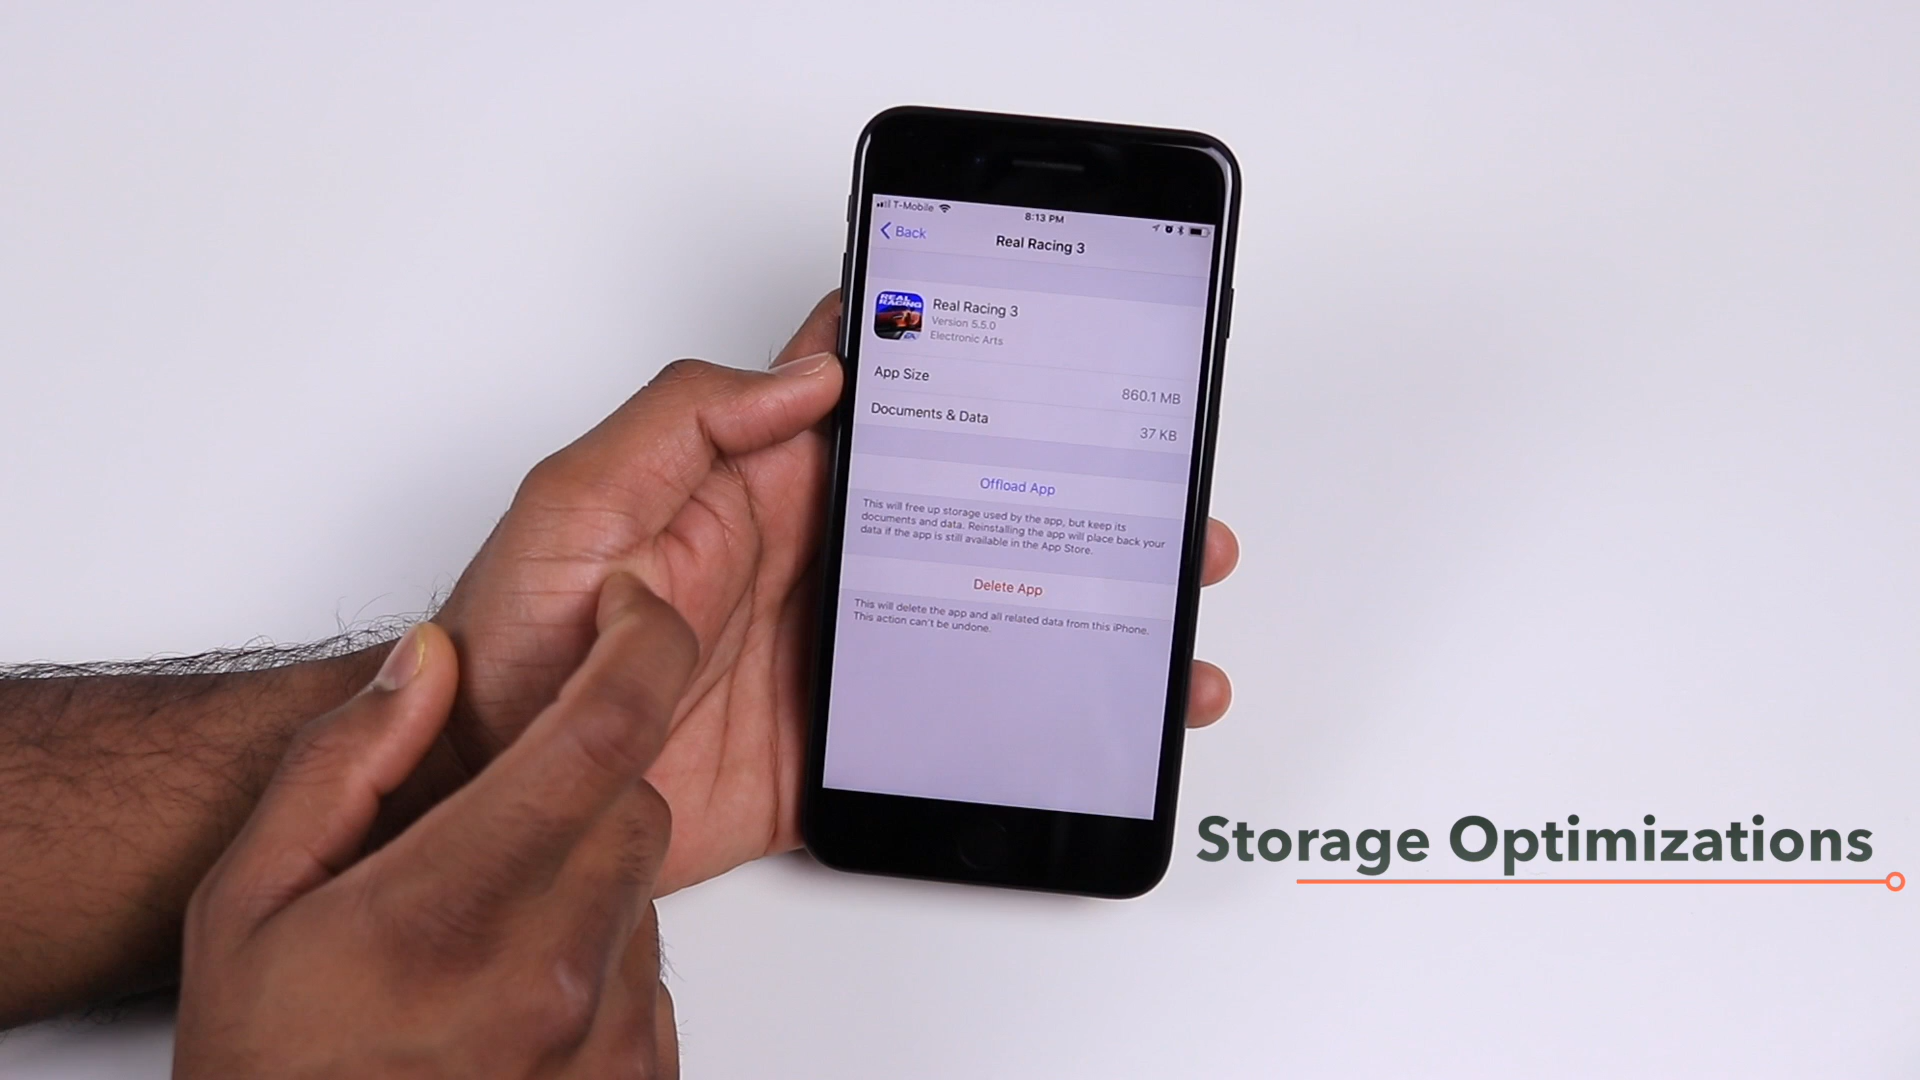 T-Mobile
8:13 PM
Back
Real Racing 3
REAL
RACING
Real Racing 3
Version 5.5.0
Electronic Arts
App Size
860.1 MB
Documents & Data
37 KB
Offload App
This will free up storage used by the app, but keep its
documents and data. Reinstalling the app will place back your
data if the app is still available in the App Store.
Delete App
This will delete the app and all related data from this iPhone.
This action can't be undone.
Storage Optimizations